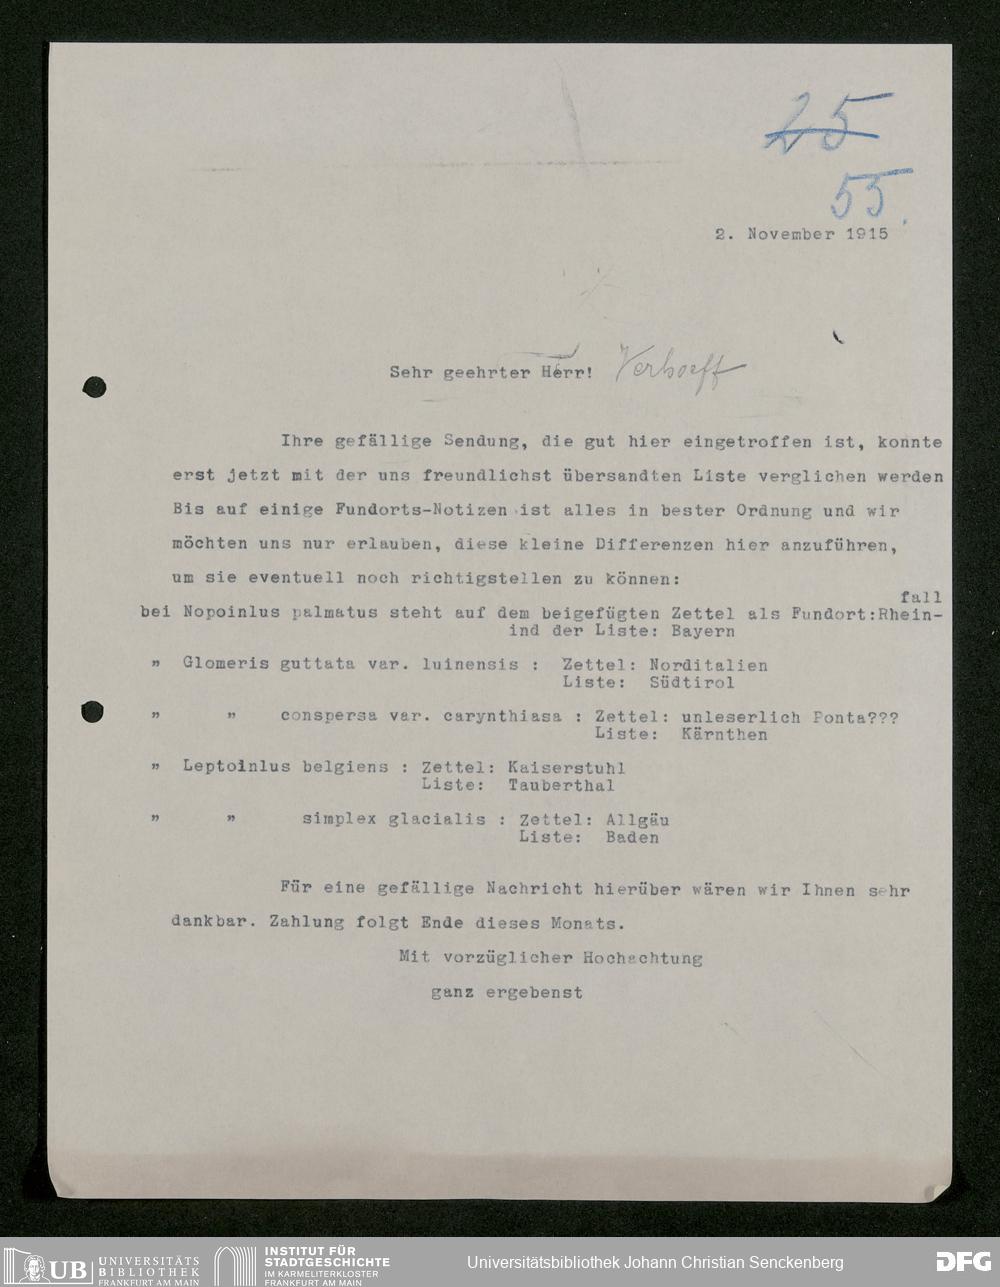 25
55.
2. November 1915
Sehr geehrter Herr! Verhoeff
Ihre gefällige Sendung, die gut hier eingetroffen ist, konnte
erst jetzt mit der uns freundlichst übersandten Liste verglichen werden
Bis auf einige Fundorts-Notizen ist alles in bester Ordnung und wir
möchten uns nur erlauben, diese kleine Differenzen hier anzuführen,
um sie eventuell noch richtigstellen zu können:
fall
bei Nopoinlus palmatus steht auf dem beigefügten Zettel als Fundort:Rhein-
ind der Liste: Bayern
" Glomeris guttata var. luinensis : Zettel: Norditalien
Liste: Südtirol
" " conspersa var. carynthiasa : Zettel: unleserlich Ponta???
Liste: Kärnthen
" Leptoinlus belgiens : Zettel: Kaiserstuhl
Liste: Tauberthal
" " simplex glacialis : Zettel: Allgäu
Liste: Baden
Für eine gefällige Nachricht hierüber wären wir Ihnen sehr
dankbar. Zahlung folgt Ende dieses Monats.
Mit vorzüglicher Hochachtung
ganz ergebenst
UB UNIVERSITÄTS BIBLIOTHEK FRANKFURT AM MAIN
INSTITUT FÜR STADTGESCHICHTE IM KARMELITERKLOSTER FRANKFURT AM MAIN
Universitätsbibliothek Johann Christian Senckenberg
DFG